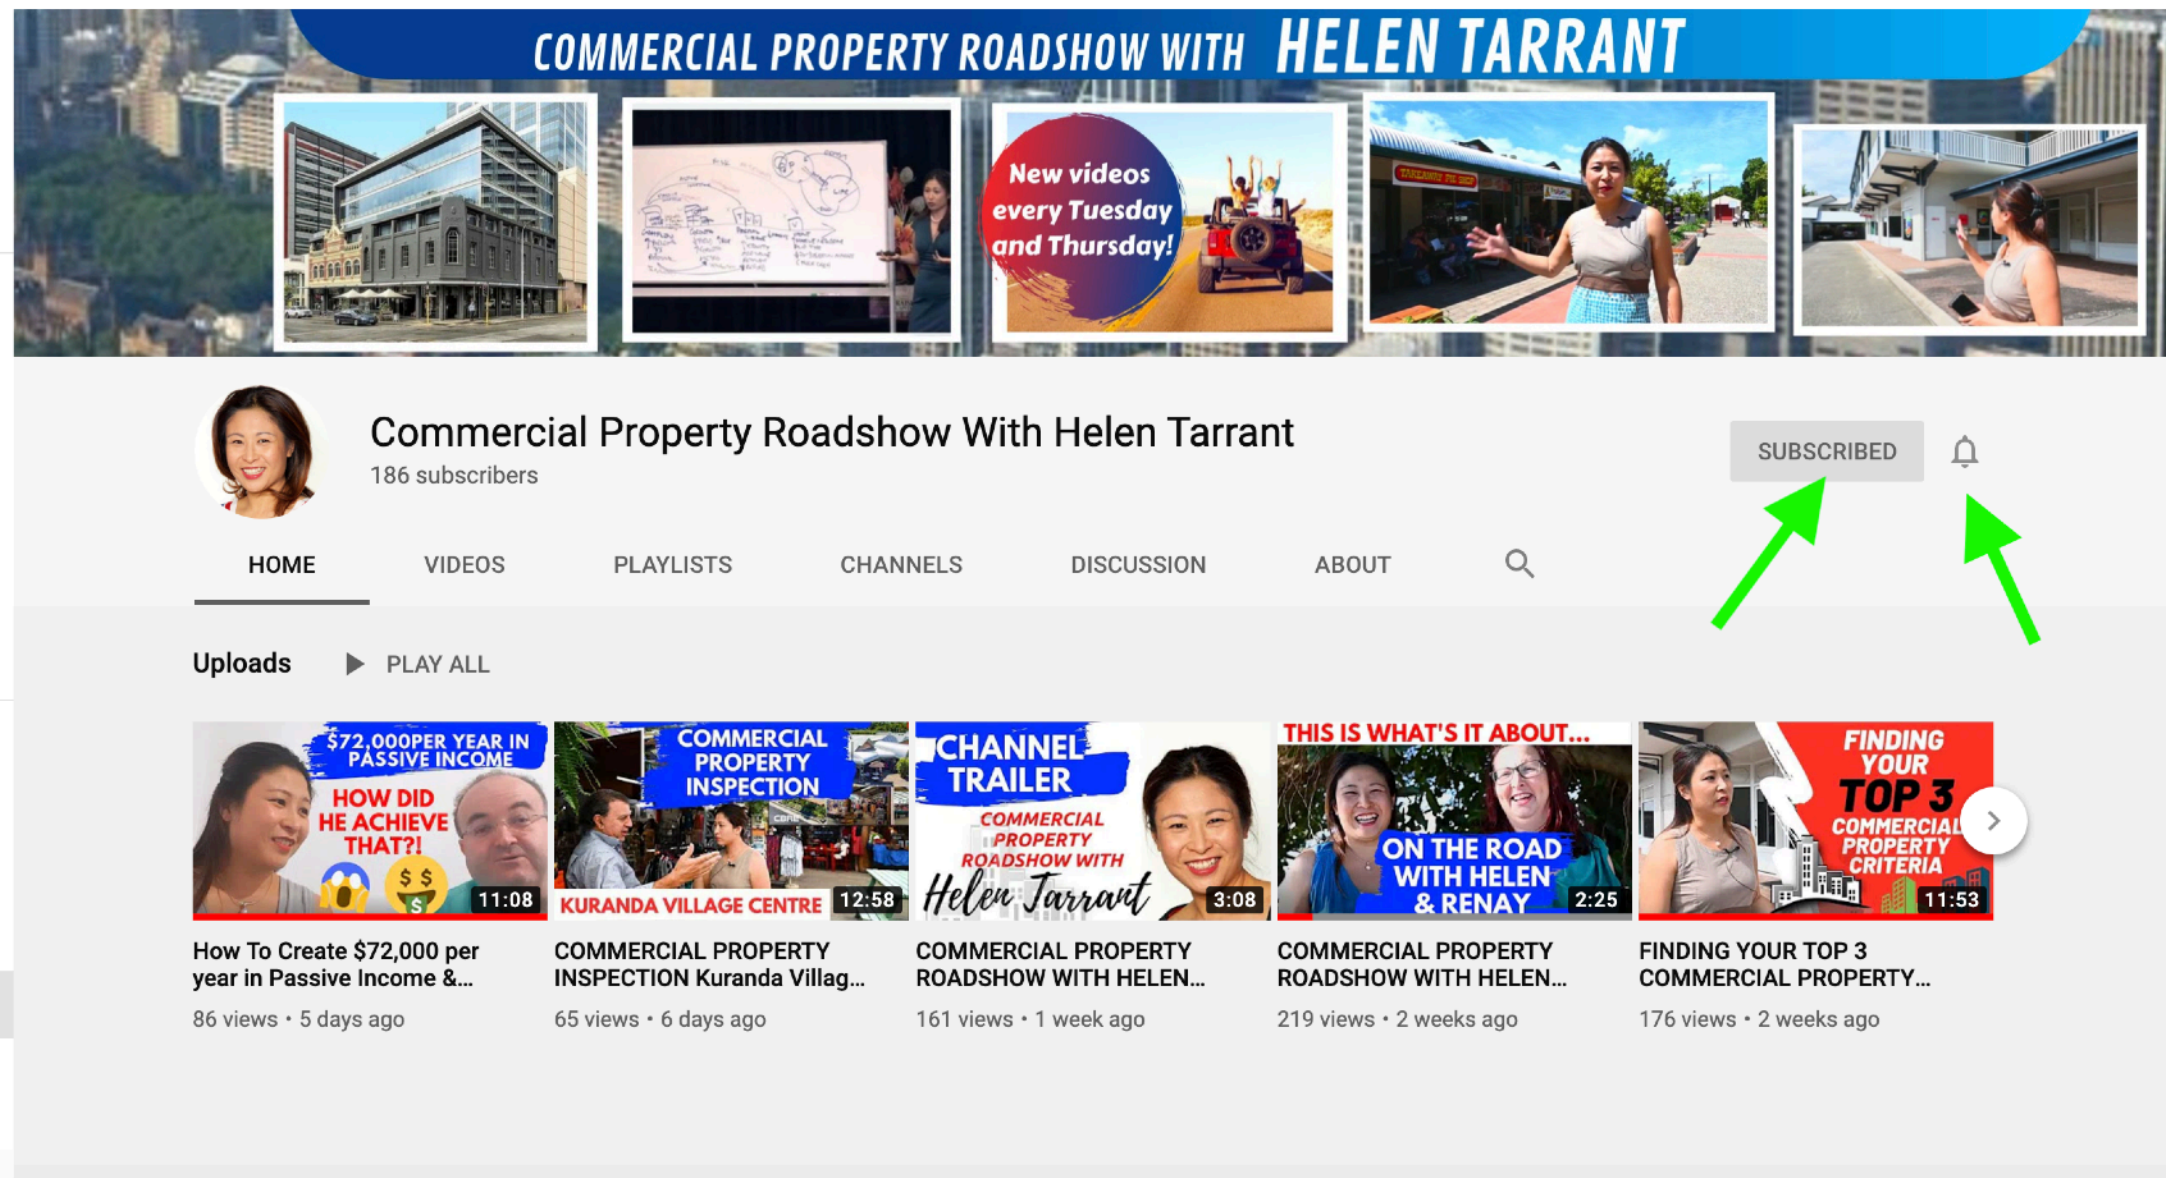 COMMERCIAL PROPERTY ROADSHOW WITH HELEN TARRANT
TAKEAWAY PIE SHOP
New videos
every Tuesday
and Thursday!
Commercial Property Roadshow With Helen Tarrant
186 subscribers
SUBSCRIBED
HOME VIDEOS PLAYLISTS CHANNELS DISCUSSION ABOUT
Uploads PLAY ALL
$72,000PER YEAR IN
PASSIVE INCOME
HOW DID
HE ACHIEVE
THAT?!
$ $
$
11:08
COMMERCIAL
PROPERTY
INSPECTION
CBRE
KURANDA VILLAGE CENTRE
12:58
CHANNEL
TRAILER
COMMERCIAL
PROPERTY
ROADSHOW WITH
Helen Tarrant
3:08
THIS IS WHAT'S IT ABOUT...
ON THE ROAD
WITH HELEN
& RENAY
2:25
FINDING
YOUR
TOP 3
COMMERCIAL
PROPERTY
CRITERIA
11:53
How To Create $72,000 per
year in Passive Income &...
86 views • 5 days ago
COMMERCIAL PROPERTY
INSPECTION Kuranda Villag...
65 views • 6 days ago
COMMERCIAL PROPERTY
ROADSHOW WITH HELEN...
161 views • 1 week ago
COMMERCIAL PROPERTY
ROADSHOW WITH HELEN...
219 views • 2 weeks ago
FINDING YOUR TOP 3
COMMERCIAL PROPERTY...
176 views • 2 weeks ago